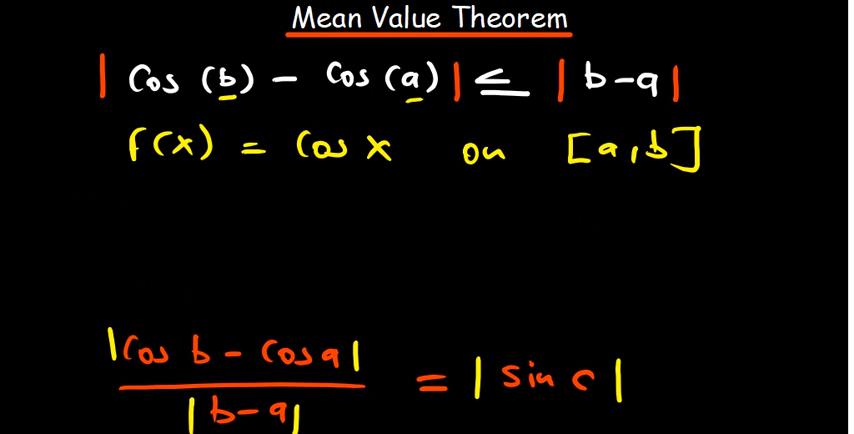 Mean Value Theorem
| Cos (b) - Cos (a) | ≤ | b-a |
f(x) = Cos x on [a, b]
|Cos b - Cos a|
= | Sin c |
| b-a |